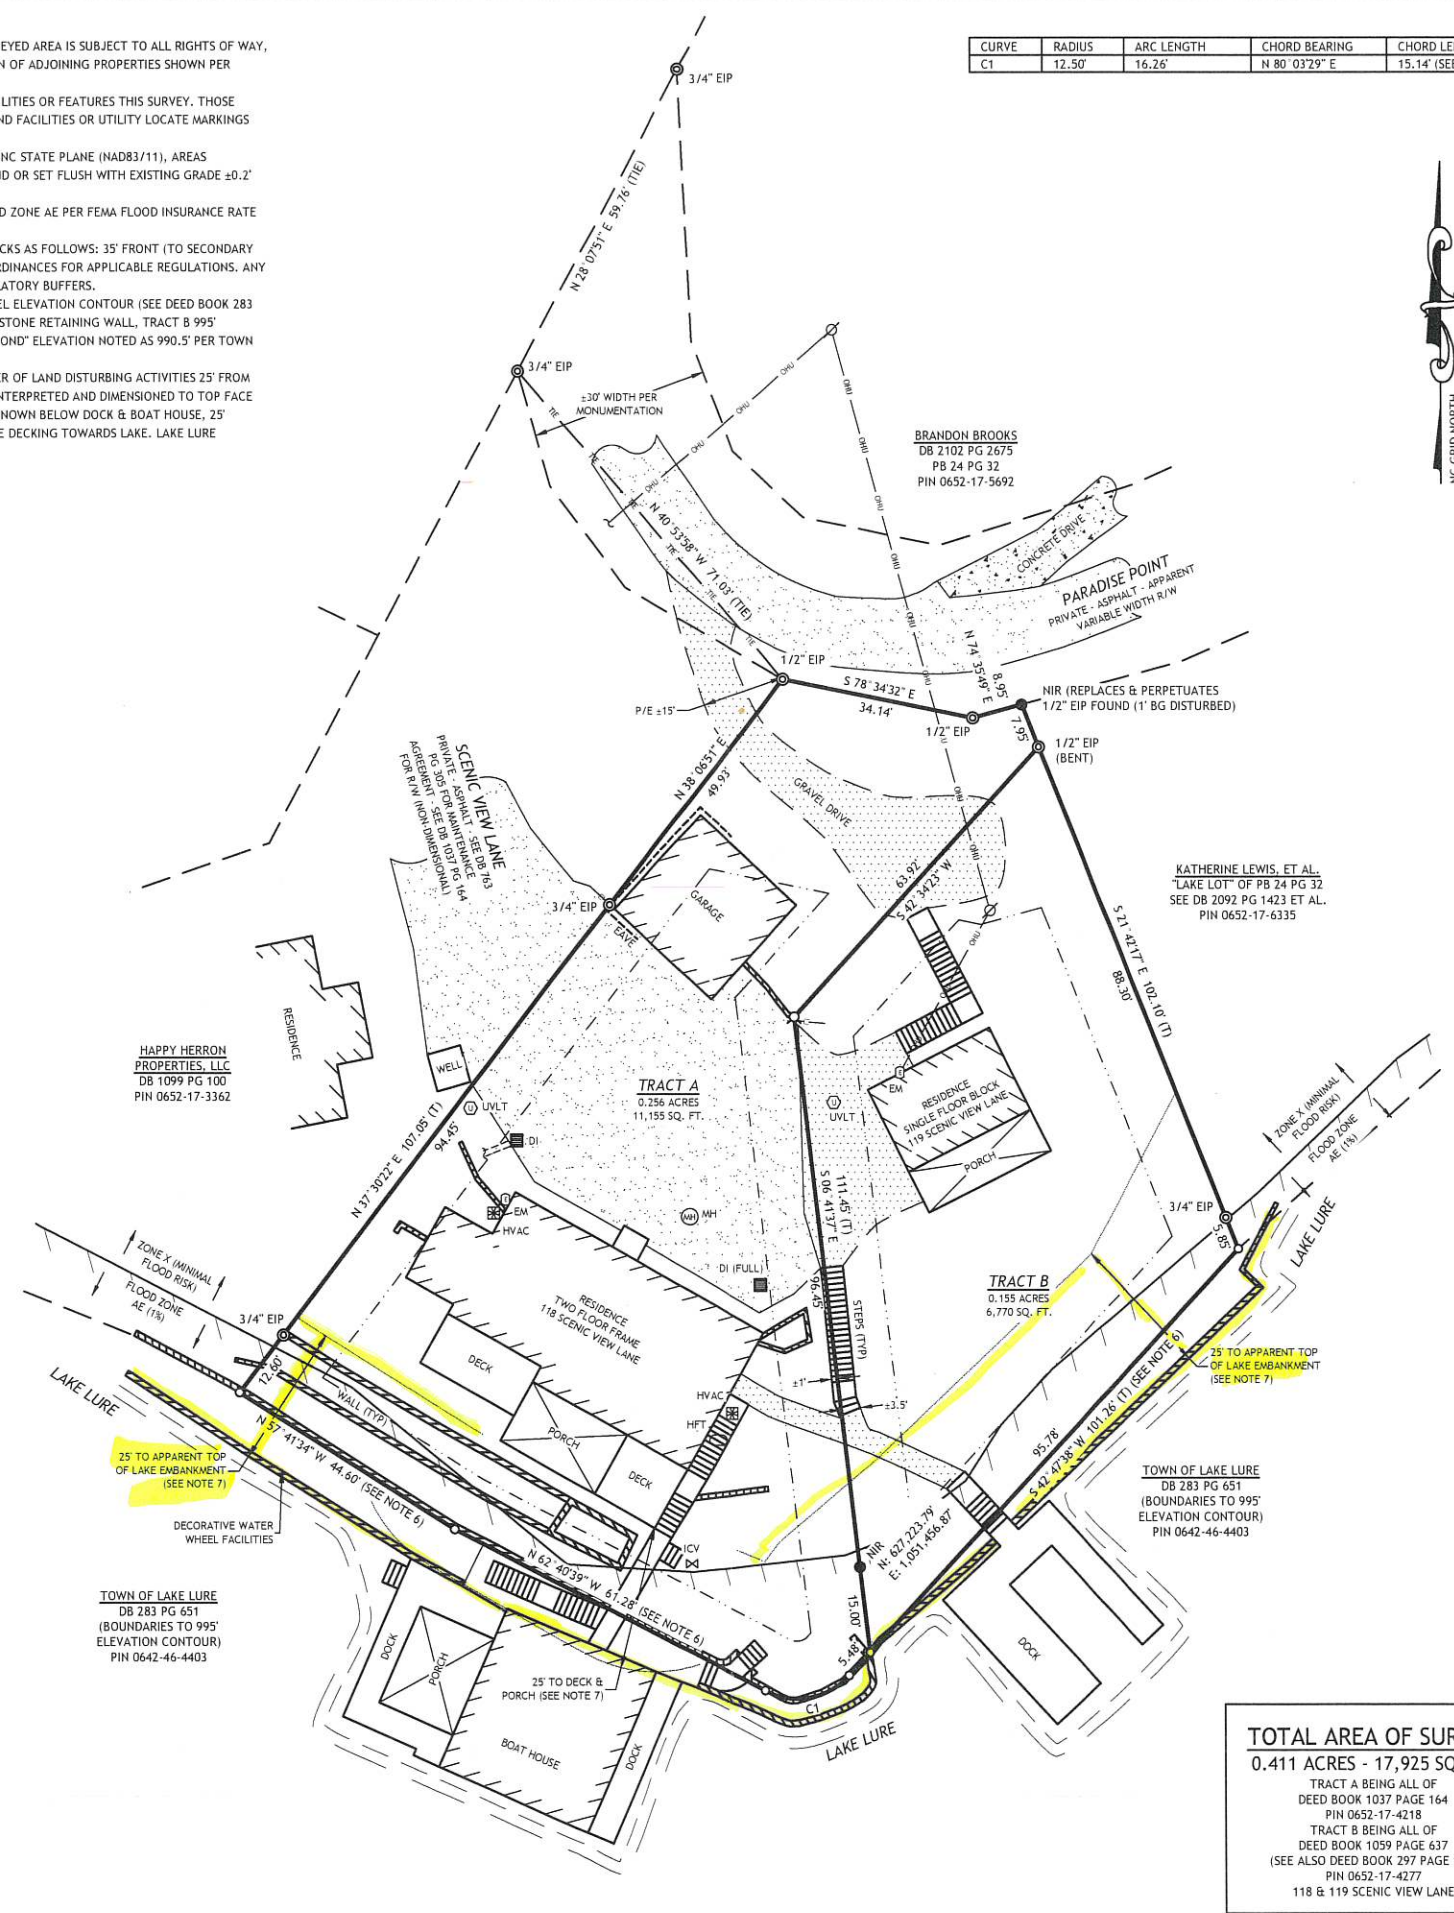 EYED AREA IS SUBJECT TO ALL RIGHTS OF WAY,
N OF ADJOINING PROPERTIES SHOWN PER
LITIES OR FEATURES THIS SURVEY. THOSE
ND FACILITIES OR UTILITY LOCATE MARKINGS
NC STATE PLANE (NAD83/11), AREAS
ND OR SET FLUSH WITH EXISTING GRADE ±0.2'
D ZONE AE PER FEMA FLOOD INSURANCE RATE
CKS AS FOLLOWS: 35' FRONT (TO SECONDARY
RDINANCES FOR APPLICABLE REGULATIONS. ANY
LATORY BUFFERS.
EL ELEVATION CONTOUR (SEE DEED BOOK 283
STONE RETAINING WALL, TRACT B 995'
OND" ELEVATION NOTED AS 990.5' PER TOWN
ER OF LAND DISTURBING ACTIVITIES 25' FROM
NTERPRETED AND DIMENSIONED TO TOP FACE
NOWN BELOW DOCK & BOAT HOUSE, 25'
E DECKING TOWARDS LAKE. LAKE LURE
CURVE RADIUS ARC LENGTH CHORD BEARING CHORD LE
C1 12.50' 16.26' N 80°03'29" E 15.14' (SEE
NC GRID NORTH
3/4" EIP
N 28°07'51" E 59.76' (TIE)
3/4" EIP
±30' WIDTH PER
MONUMENTATION
TIE
TIE
TIE
TIE
TIE
OHU
OHU
OHU
OHU
OHU
OHU
OHU
OHU
OHU
OHU
OHU
OHU
OHU
OHU
BRANDON BROOKS
DB 2102 PG 2675
PB 24 PG 32
PIN 0652-17-5692
N 40°53'58" W 71.03' (TIE)
CONCRETE DRIVE
PARADISE POINT
PRIVATE - ASPHALT - APPARENT
VARIABLE WIDTH R/W
1/2" EIP
S 78°34'32" E
34.14'
N 74°35'49" E
8.95'
1/2" EIP
NIR (REPLACES & PERPETUATES
1/2" EIP FOUND (1' BG DISTURBED)
7.95'
1/2" EIP
(BENT)
P/E ±15'
N 38°06'51" E
49.93'
GRAVEL DRIVE
SCENIC VIEW LANE
PRIVATE - ASPHALT - SEE DB 763
PG 305 FOR MAINTENANCE
AGREEMENT - SEE DB 1037 PG 164
FOR R/W (NON-DIMENSIONAL)
63.92'
S 42°34'23" W
GARAGE
3/4" EIP
EAVE
S 21°42'17" E 102.10' (T)
88.30'
KATHERINE LEWIS, ET AL.
"LAKE LOT" OF PB 24 PG 32
SEE DB 2092 PG 1423 ET AL.
PIN 0652-17-6335
RESIDENCE
HAPPY HERRON
PROPERTIES, LLC
DB 1099 PG 100
PIN 0652-17-3362
WELL
U
UVLT
DI
TRACT A
0.256 ACRES
11,155 SQ. FT.
U
UVLT
E
EM
RESIDENCE
SINGLE FLOOR BLOCK
119 SCENIC VIEW LANE
PORCH
N 37°30'22" E 107.05' (T)
94.45'
111.45' (T)
S 06°41'37" E
96.45'
E
EM
HVAC
MH
MH
DI (FULL)
RESIDENCE
TWO FLOOR FRAME
118 SCENIC VIEW LANE
DECK
PORCH
DECK
STEPS (TYP)
±1'
±3.5'
HVAC
HFT
TRACT B
0.155 ACRES
6,770 SQ. FT.
ZONE X (MINIMAL
FLOOD RISK)
FLOOD ZONE
AE (1%)
3/4" EIP
5.85'
LAKE LURE
25' TO APPARENT TOP
OF LAKE EMBANKMENT
(SEE NOTE 7)
ZONE X (MINIMAL
FLOOD RISK)
FLOOD ZONE
AE (1%)
3/4" EIP
12.60'
LAKE LURE
WALL (TYP)
N 57°41'34" W 44.60' (SEE NOTE 6)
25' TO APPARENT TOP
OF LAKE EMBANKMENT
(SEE NOTE 7)
DECORATIVE WATER
WHEEL FACILITIES
95.78'
S 42°47'38" W 101.26' (T) (SEE NOTE 6)
TOWN OF LAKE LURE
DB 283 PG 651
(BOUNDARIES TO 995'
ELEVATION CONTOUR)
PIN 0642-46-4403
ICV
NIR
N: 627,223.79'
E: 1,051,456.87'
N 62°40'39" W 61.28' (SEE NOTE 6)
15.00'
5.48'
C1
TOWN OF LAKE LURE
DB 283 PG 651
(BOUNDARIES TO 995'
ELEVATION CONTOUR)
PIN 0642-46-4403
DOCK
PORCH
25' TO DECK &
PORCH (SEE NOTE 7)
BOAT HOUSE
DOCK
DOCK
LAKE LURE
TOTAL AREA OF SUR
0.411 ACRES - 17,925 SQ
TRACT A BEING ALL OF
DEED BOOK 1037 PAGE 164
PIN 0652-17-4218
TRACT B BEING ALL OF
DEED BOOK 1059 PAGE 637
(SEE ALSO DEED BOOK 297 PAGE
PIN 0652-17-4277
118 & 119 SCENIC VIEW LANE